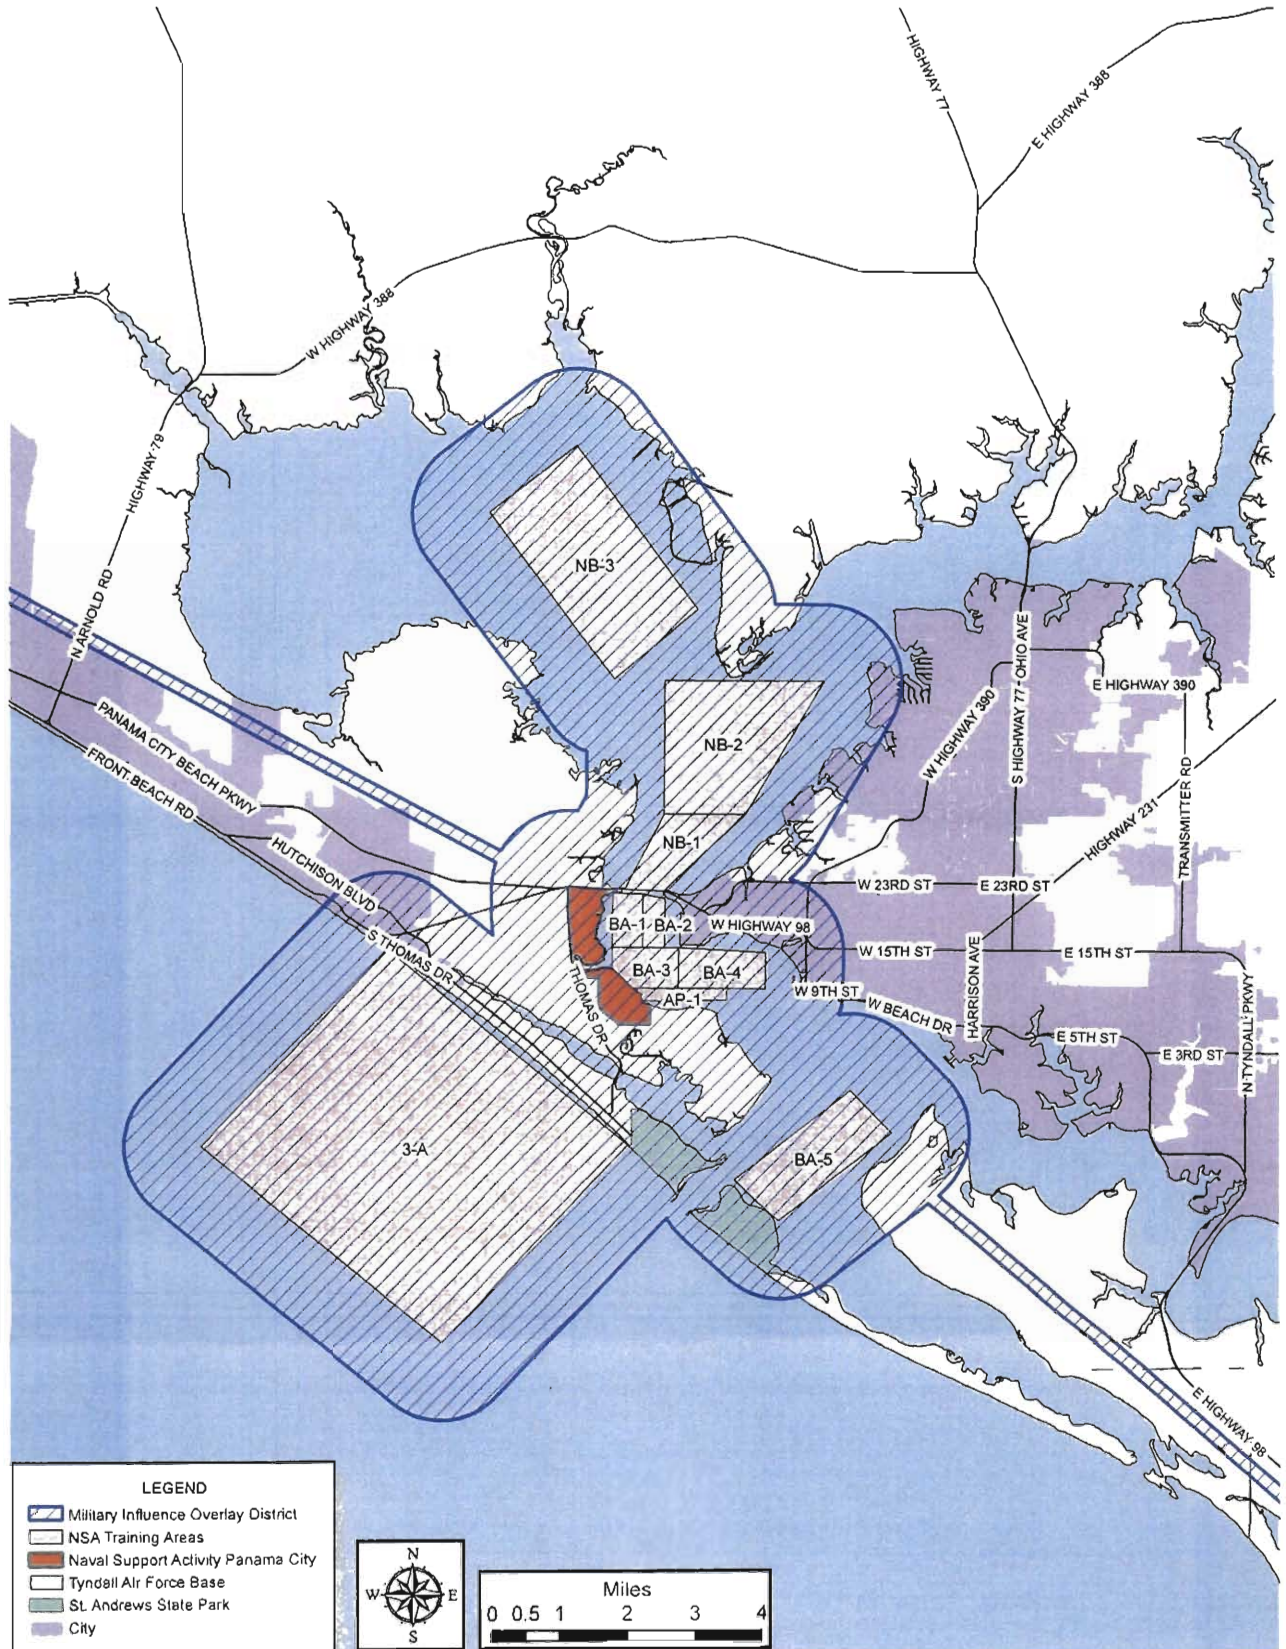 HIGHWAY 77
E HIGHWAY 388
W HIGHWAY 388
HIGHWAY 79
N ARNOLD RD
NB-3
PANAMA CITY BEACH PKWY
FRONT BEACH RD
HUTCHISON BLVD
S THOMAS DR
NB-2
NB-1
W HIGHWAY 390
S HIGHWAY 77 - OHIO AVE
E HIGHWAY 390
TRANSMITTER RD
HIGHWAY 231
W 23RD ST
E 23RD ST
BA-1
BA-2
W HIGHWAY 98
W 15TH ST
E 15TH ST
HARRISON AVE
BA-3
BA-4
AP-1
THOMAS DR
W 9TH ST
W BEACH DR
E 5TH ST
E 3RD ST
N TYNDALL PKWY
3-A
BA-5
E HIGHWAY 98
LEGEND
Military Influence Overlay District
NSA Training Areas
Naval Support Activity Panama City
Tyndall Air Force Base
St. Andrews State Park
City
N
W
E
S
Miles
0 0.5 1 2 3 4